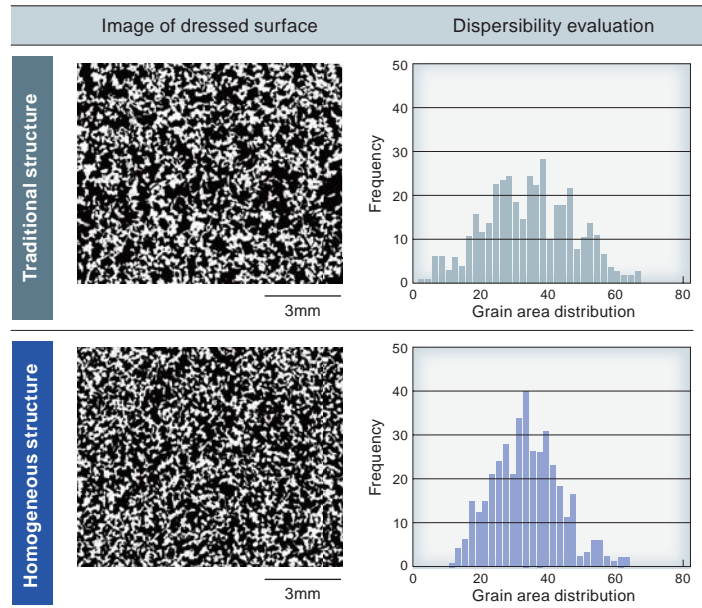 Image of dressed surface
Dispersibility evaluation
Traditional structure
3mm
Frequency
50
40
30
20
10
0
0 20 40 60 80
Grain area distribution
Homogeneous structure
3mm
Frequency
50
40
30
20
10
0
0 20 40 60 80
Grain area distribution